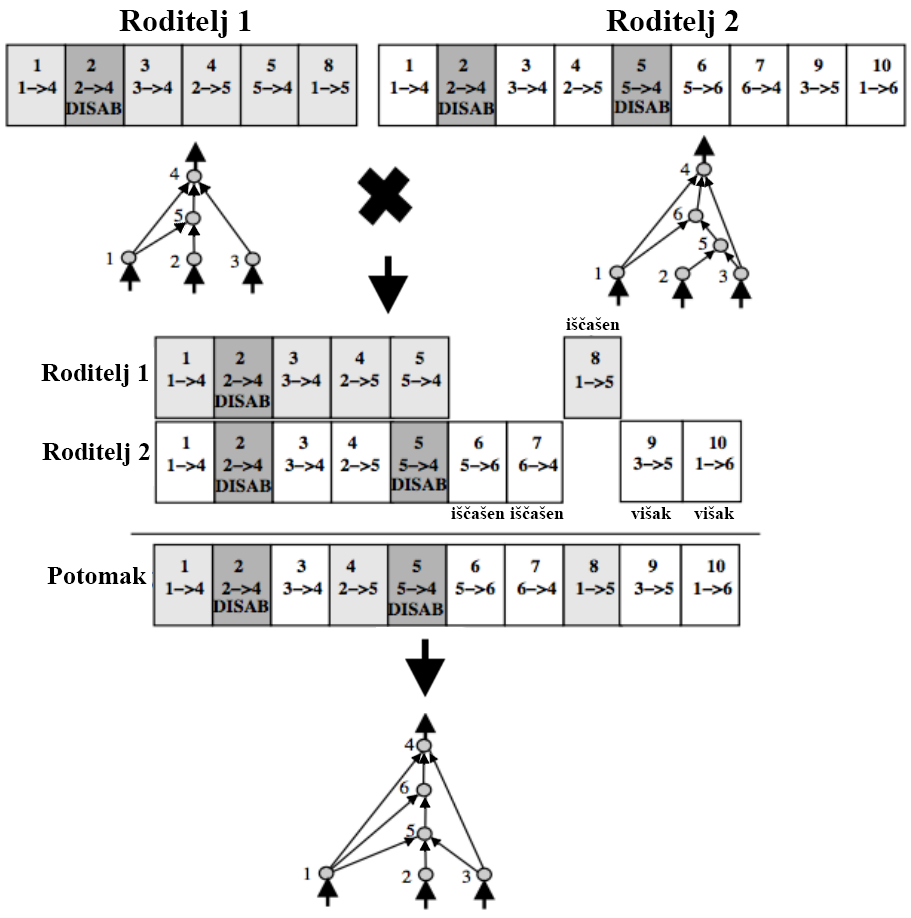 Roditelj 1
Roditelj 2
1 2 3 4 5 8
1–>4 2–>4 3–>4 2–>5 5–>4 1–>5
DISAB
1 2 3 4 5 6 7 9 10
1–>4 2–>4 3–>4 2–>5 5–>4 5–>6 6–>4 3–>5 1–>6
DISAB DISAB
4
5
1 2 3
4
6
5
1 2 3
iščašen
Roditelj 1
1 2 3 4 5 8
1–>4 2–>4 3–>4 2–>5 5–>4 1–>5
DISAB
Roditelj 2
1 2 3 4 5 6 7 9 10
1–>4 2–>4 3–>4 2–>5 5–>4 5–>6 6–>4 3–>5 1–>6
DISAB DISAB
iščašen iščašen višak višak
Potomak
1 2 3 4 5 6 7 8 9 10
1–>4 2–>4 3–>4 2–>5 5–>4 5–>6 6–>4 1–>5 3–>5 1–>6
DISAB DISAB
4
6
5
1 2 3